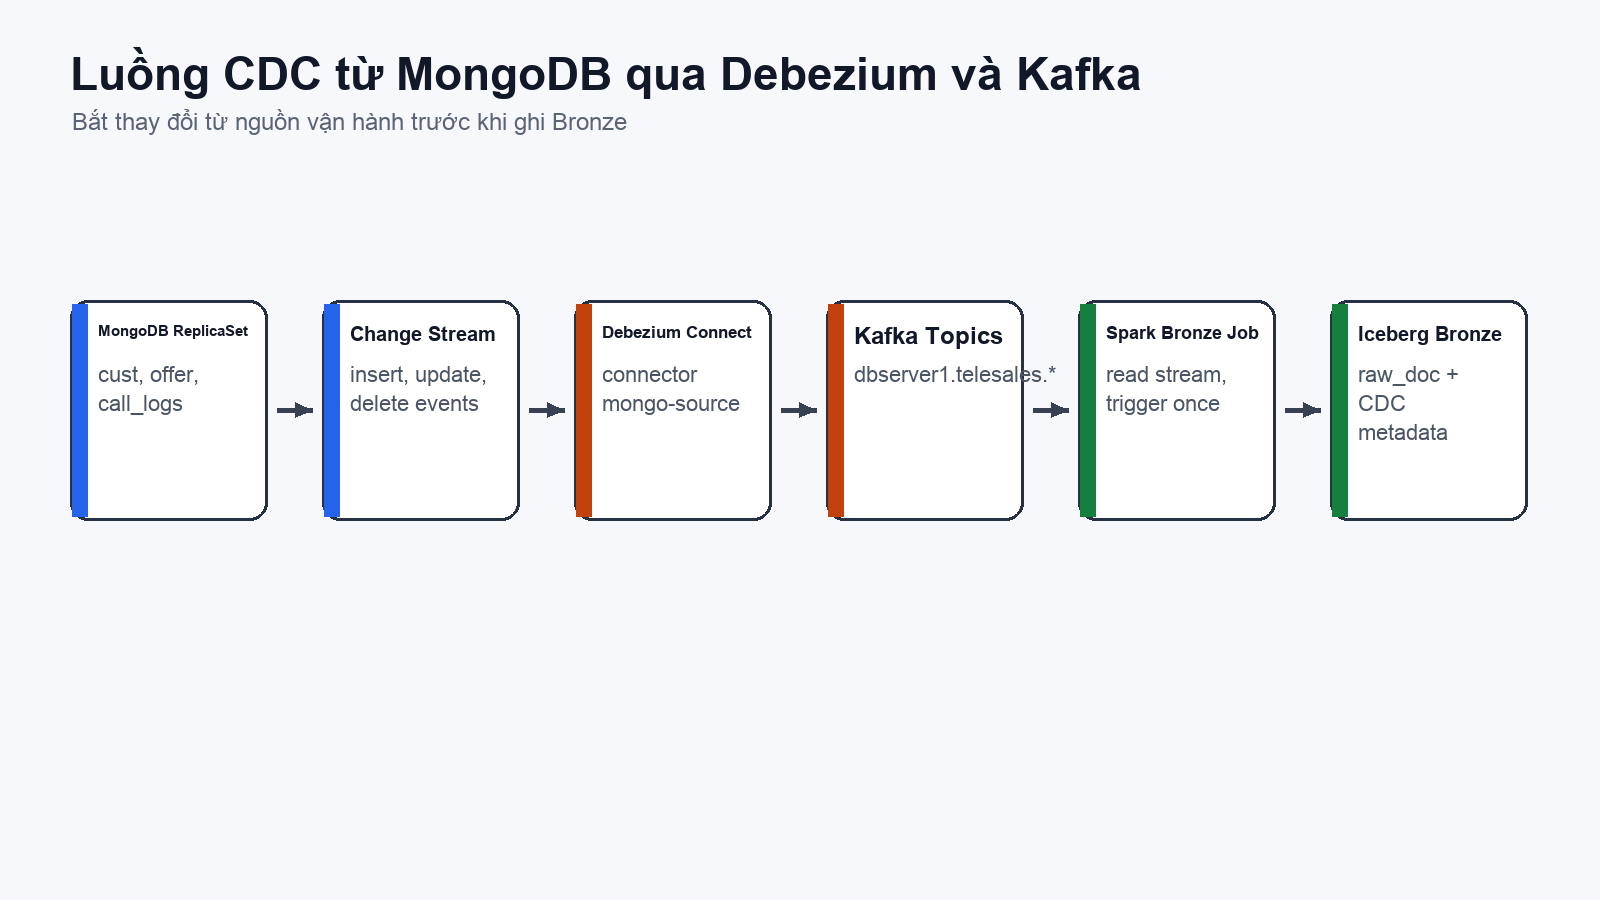 Luồng CDC từ MongoDB qua Debezium và Kafka
Bắt thay đổi từ nguồn vận hành trước khi ghi Bronze
MongoDB ReplicaSet
cust, offer,
call_logs
Change Stream
insert, update,
delete events
Debezium Connect
connector
mongo-source
Kafka Topics
dbserver1.telesales.*
Spark Bronze Job
read stream,
trigger once
Iceberg Bronze
raw_doc +
CDC
metadata